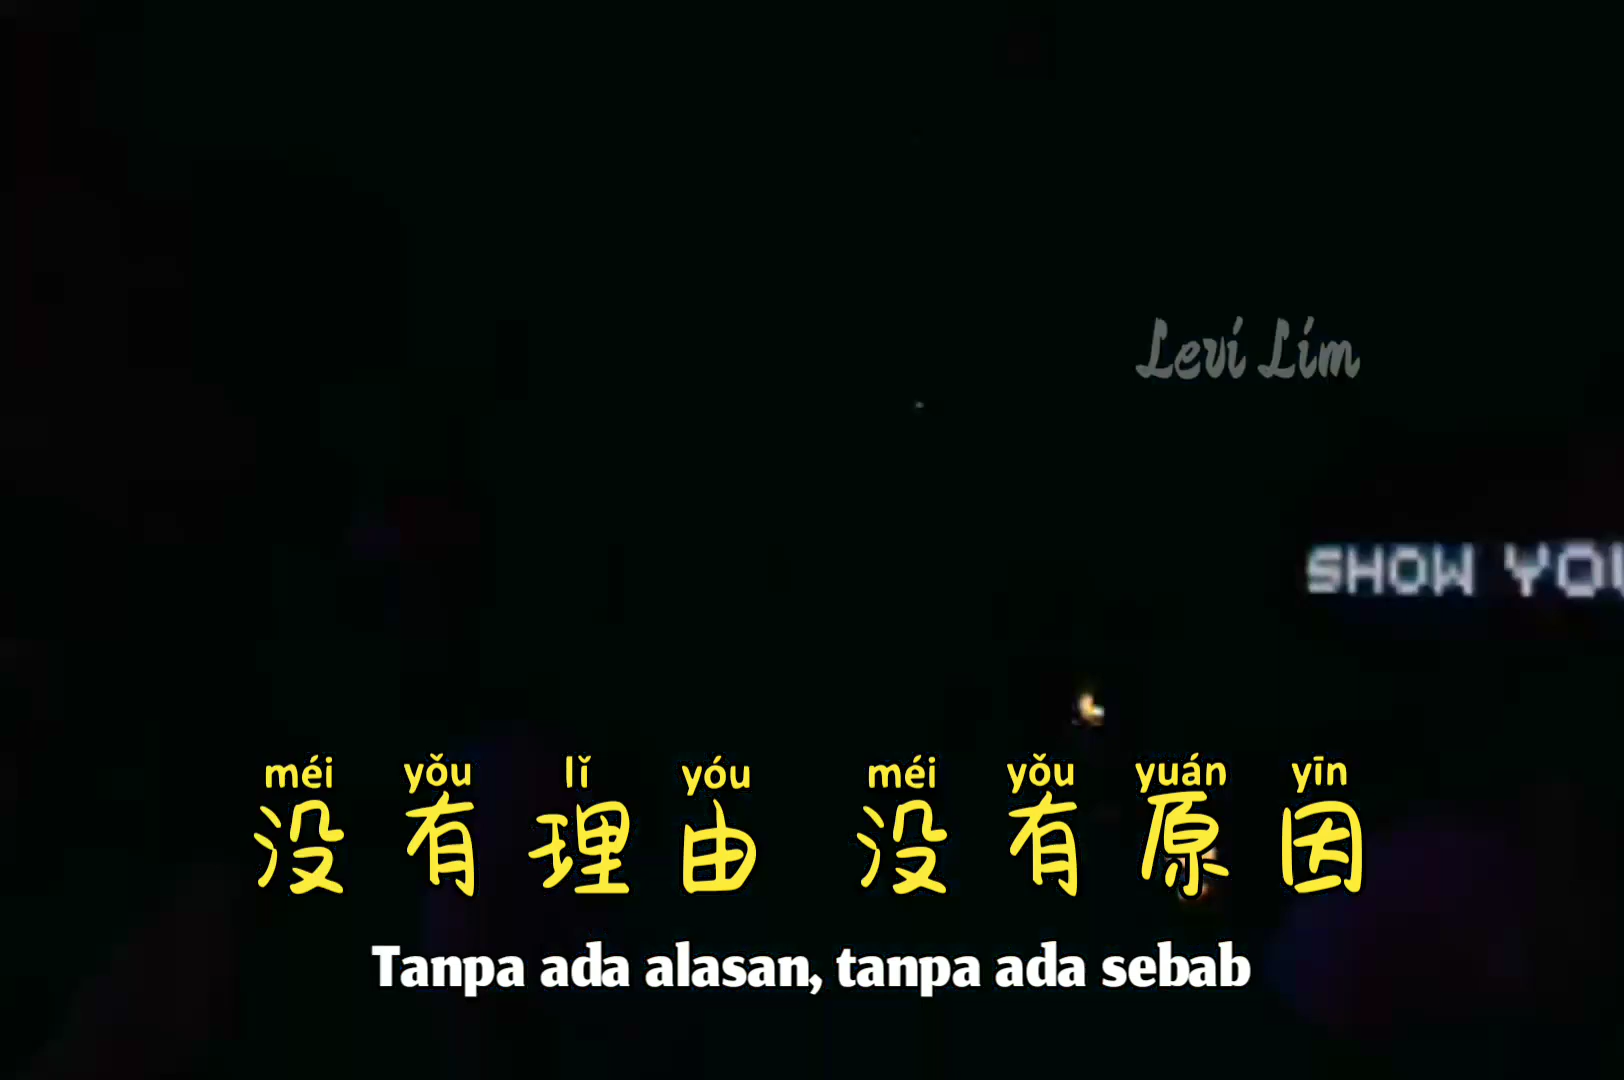 Levi Lim
SHOW YOU
méi yǒu lǐ yóu méi yǒu yuán yīn
没有理由 没有原因
Tanpa ada alasan, tanpa ada sebab